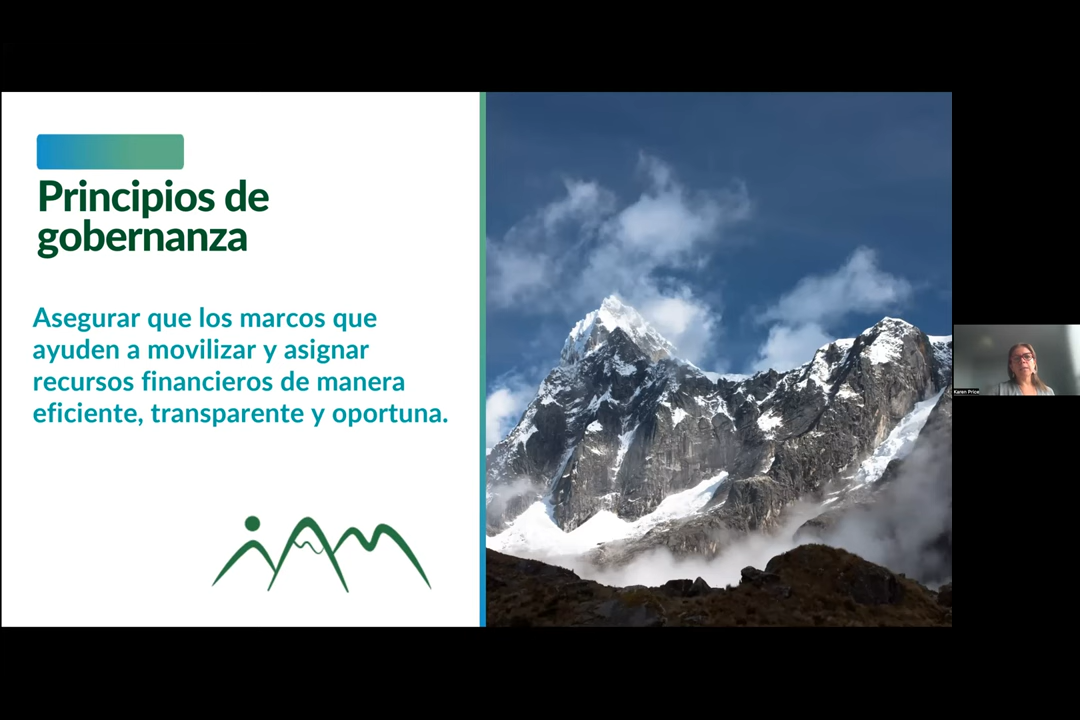 Principios de
gobernanza
Asegurar que los marcos que
ayuden a movilizar y asignar
recursos financieros de manera
eficiente, transparente y oportuna.
Karen Price